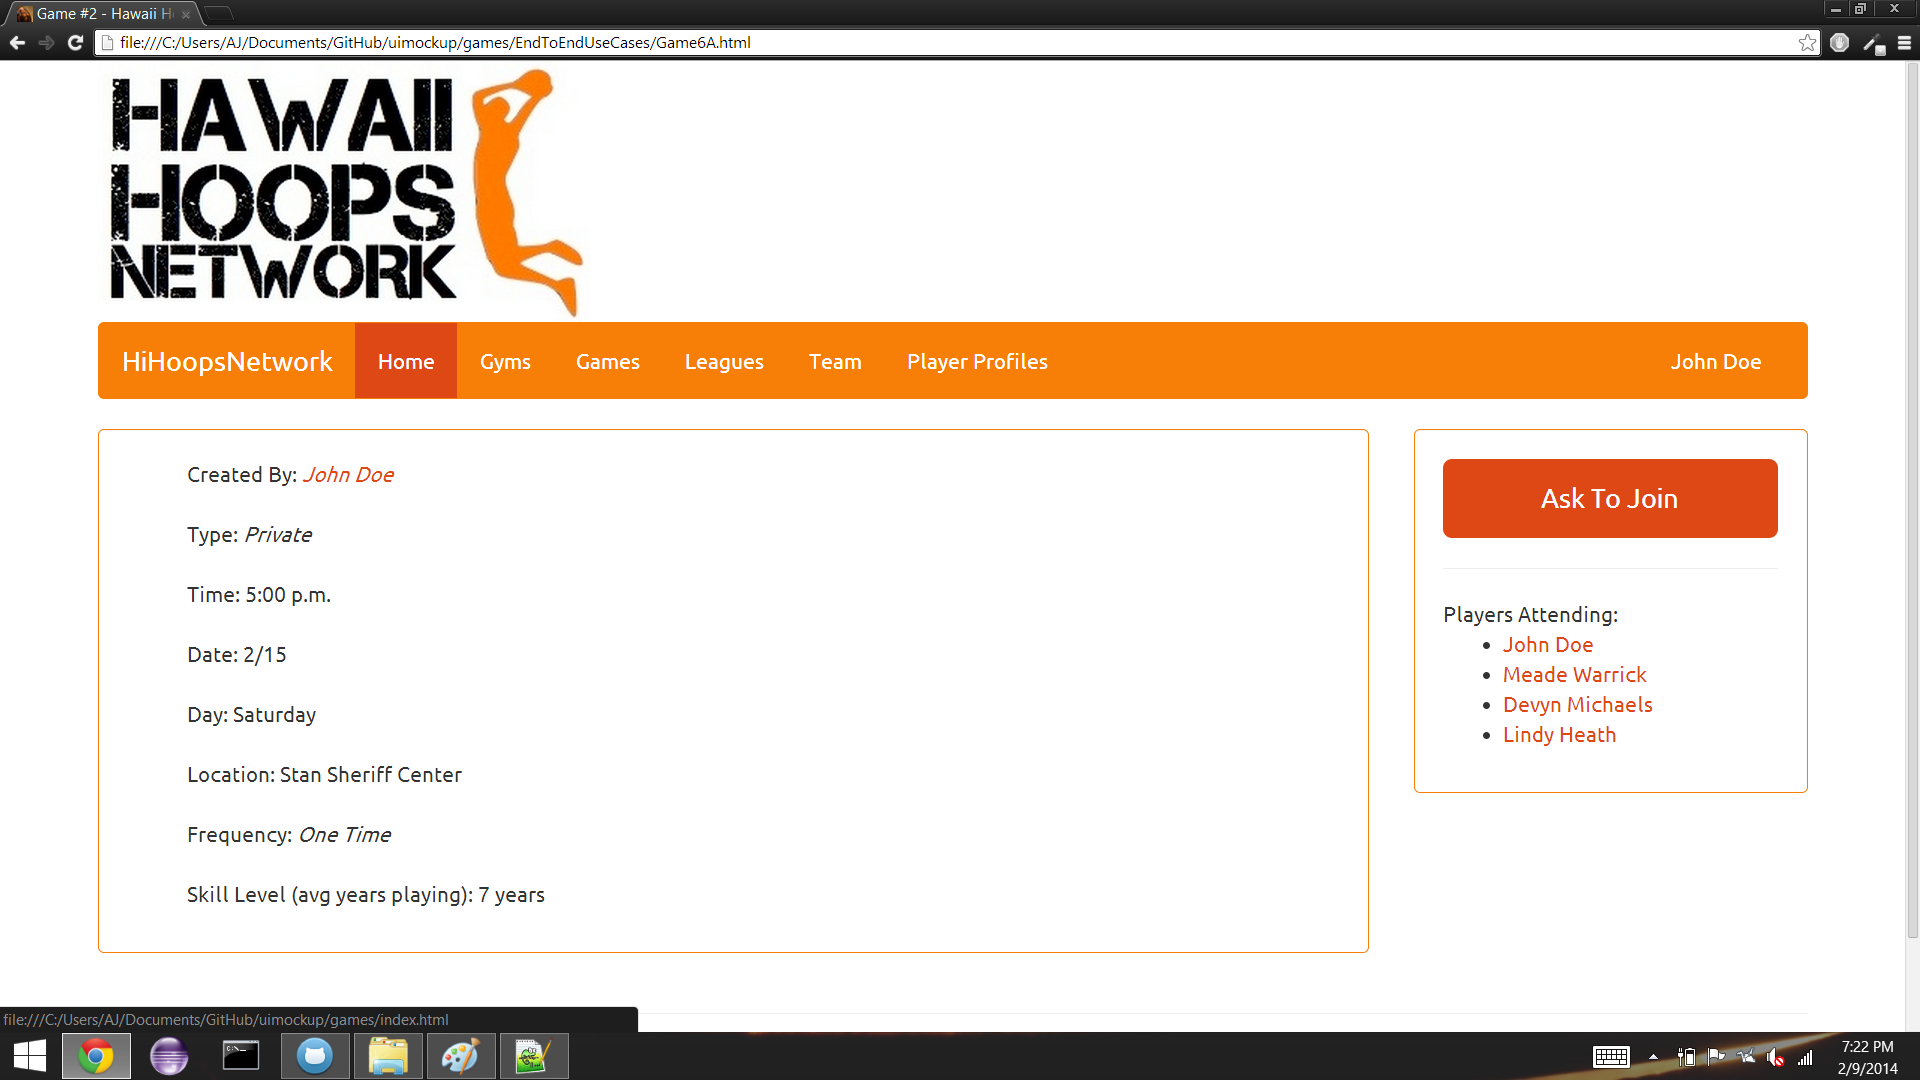 Game #2 - Hawaii H
file:///C:/Users/AJ/Documents/GitHub/uimockup/games/EndToEndUseCases/Game6A.html
HAWAII
HOOPS
NETWORK
HiHoopsNetwork Home Gyms Games Leagues Team Player Profiles John Doe
Created By: John Doe
Type: Private
Time: 5:00 p.m.
Date: 2/15
Day: Saturday
Location: Stan Sheriff Center
Frequency: One Time
Skill Level (avg years playing): 7 years
Ask To Join
Players Attending:
John Doe
Meade Warrick
Devyn Michaels
Lindy Heath
file:///C:/Users/AJ/Documents/GitHub/uimockup/games/index.html
7:22 PM
2/9/2014